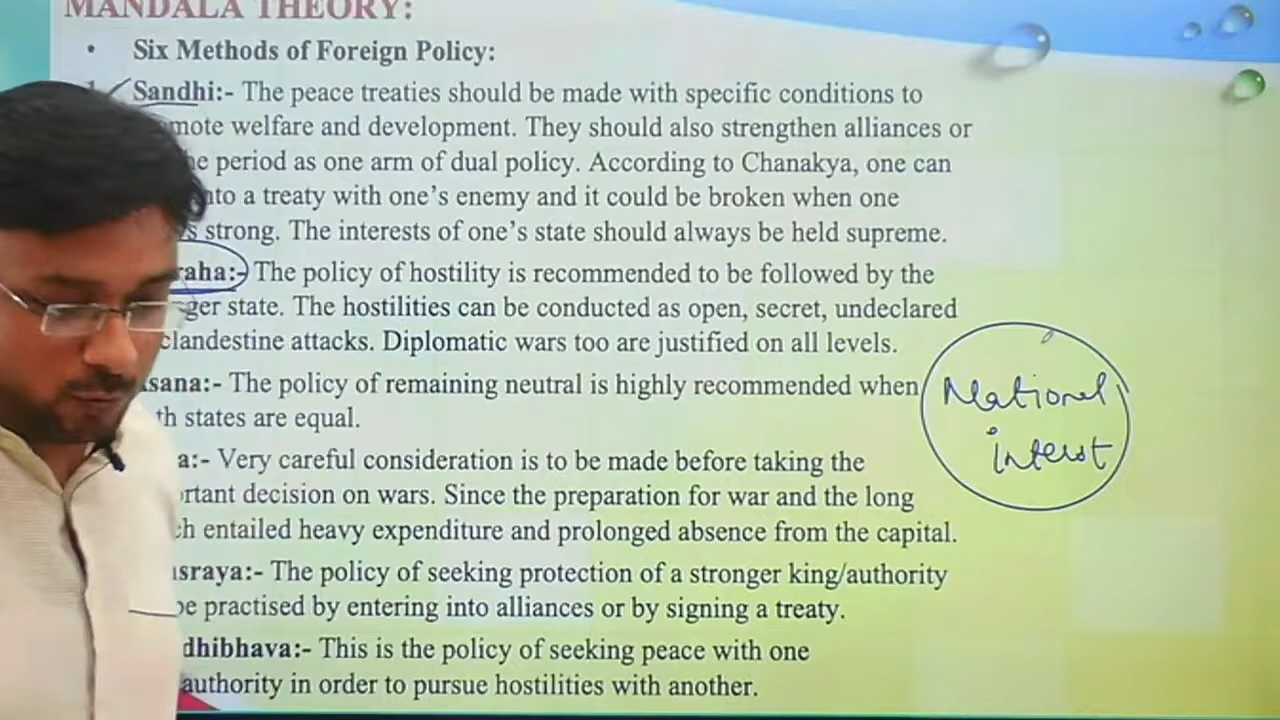 MANDALA THEORY:
• Six Methods of Foreign Policy:
Sandhi:- The peace treaties should be made with specific conditions to
mote welfare and development. They should also strengthen alliances or
he period as one arm of dual policy. According to Chanakya, one can
nto a treaty with one's enemy and it could be broken when one
s strong. The interests of one's state should always be held supreme.
raha:- The policy of hostility is recommended to be followed by the
ger state. The hostilities can be conducted as open, secret, undeclared
clandestine attacks. Diplomatic wars too are justified on all levels.
sana:- The policy of remaining neutral is highly recommended when
th states are equal.
a:- Very careful consideration is to be made before taking the
rtant decision on wars. Since the preparation for war and the long
ch entailed heavy expenditure and prolonged absence from the capital.
sraya:- The policy of seeking protection of a stronger king/authority
be practised by entering into alliances or by signing a treaty.
dhibhava:- This is the policy of seeking peace with one
authority in order to pursue hostilities with another.
National
interest